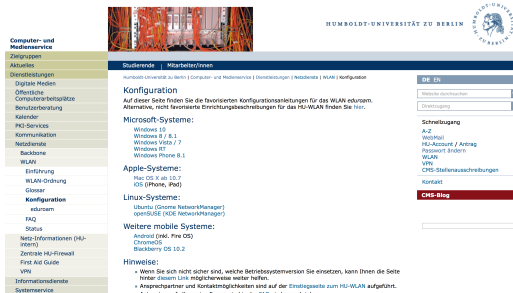 HUMBOLDT-UNIVERSITÄT ZU BERLIN
Computer- und
Medienservice
Zielgruppen
Aktuelles
Dienstleistungen
Digitale Medien
Öffentliche
Computerarbeitsplätze
Benutzerberatung
Kalender
PKI-Services
Kommunikation
Netzdienste
Backbone
WLAN
Einführung
WLAN-Ordnung
Glossar
Konfiguration
eduroam
FAQ
Status
Netz-Informationen (HU-
intern)
Zentrale HU-Firewall
First Aid Guide
VPN
Informationsdienste
Systemservice
Studierende | Mitarbeiter/innen
Humboldt-Universität zu Berlin | Computer- und Medienservice | Dienstleistungen | Netzdienste | WLAN | Konfiguration
Konfiguration
Auf dieser Seite finden Sie die favorisierten Konfigurationsanleitungen für das WLAN eduroam.
Alternative, nicht favorisierte Einrichtungsbeschreibungen für das HU-WLAN finden Sie hier.
Microsoft-Systeme:
Windows 10
Windows 8 / 8.1
Windows Vista / 7
Windows RT
Windows Phone 8.1
Apple-Systeme:
Mac OS X ab 10.7
iOS (iPhone, iPad)
Linux-Systeme:
Ubuntu (Gnome NetworkManager)
openSUSE (KDE NetworkManager)
Weitere mobile Systeme:
Android (inkl. Fire OS)
ChromeOS
Blackberry OS 10.2
Hinweise:
Wenn Sie sich nicht sicher sind, welche Betriebssystemversion Sie einsetzen, kann Ihnen die Seite
hinter diesem Link möglicherweise weiter helfen.
Ansprechpartner und Kontaktmöglichkeiten sind auf der Einstiegsseite zum HU-WLAN aufgeführt.
DE EN
Website durchsuchen
Direktzugang
Schnellzugang
A-Z
WebMail
HU-Account / Antrag
Passwort ändern
WLAN
VPN
CMS-Stellenausschreibungen
Kontakt
CMS-Blog